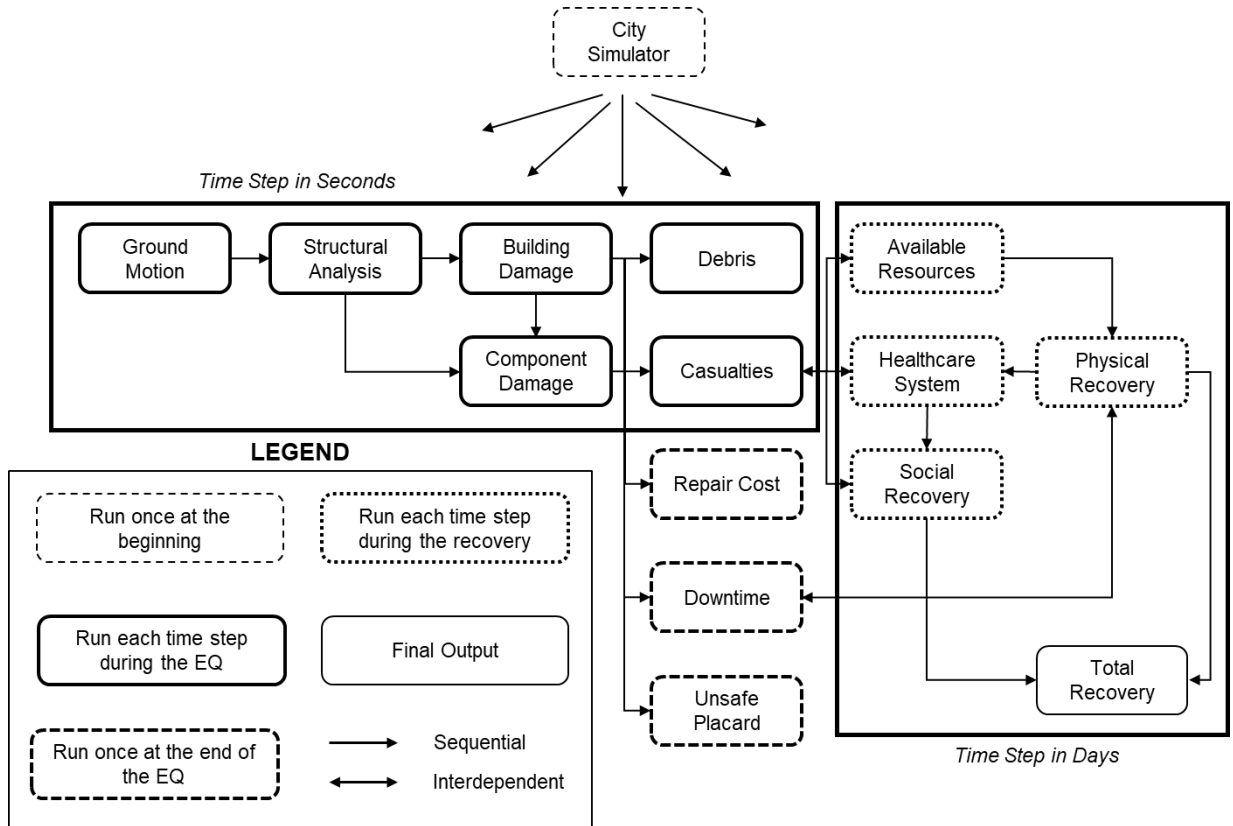 City
Simulator
Time Step in Seconds
Ground
Motion
Structural
Analysis
Building
Damage
Debris
Available
Resources
Component
Damage
Casualties
Healthcare
System
Physical
Recovery
LEGEND
Run once at the
beginning
Run each time step
during the recovery
Repair Cost
Social
Recovery
Run each time step
during the EQ
Final Output
Downtime
Unsafe
Placard
Total
Recovery
Run once at the end of
the EQ
Sequential
Interdependent
Time Step in Days